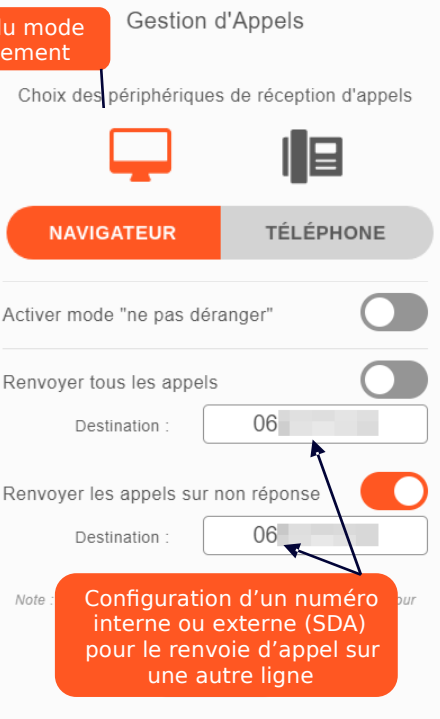 Gestion d'Appels
du mode
ement
Choix des périphériques de réception d'appels
NAVIGATEUR
TÉLÉPHONE
Activer mode "ne pas déranger"
Renvoyer tous les appels
Destination :
06
Renvoyer les appels sur non réponse
Destination :
06
Note :
our
Configuration d’un numéro
interne ou externe (SDA)
pour le renvoie d’appel sur
une autre ligne